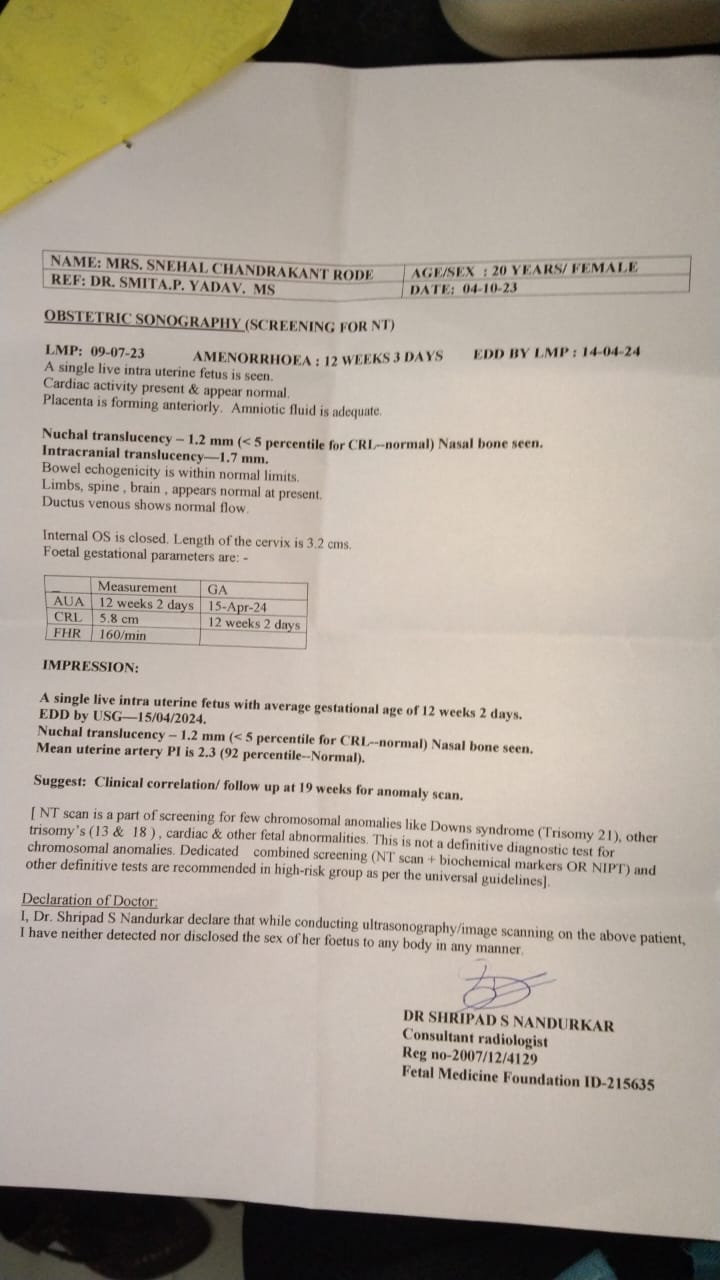 NAME: MRS. SNEHAL CHANDRAKANT RODE AGE/SEX : 20 YEARS/ FEMALE
REF: DR. SMITA.P. YADAV. MS DATE: 04-10-23
OBSTETRIC SONOGRAPHY (SCREENING FOR NT)
LMP: 09-07-23 AMENORRHOEA : 12 WEEKS 3 DAYS EDD BY LMP : 14-04-24
A single live intra uterine fetus is seen.
Cardiac activity present & appear normal.
Placenta is forming anteriorly. Amniotic fluid is adequate.
Nuchal translucency – 1.2 mm (< 5 percentile for CRL--normal) Nasal bone seen.
Intracranial translucency—1.7 mm.
Bowel echogenicity is within normal limits.
Limbs, spine , brain , appears normal at present.
Ductus venous shows normal flow.
Internal OS is closed. Length of the cervix is 3.2 cms.
Foetal gestational parameters are: -
Measurement GA
AUA 12 weeks 2 days 15-Apr-24
CRL 5.8 cm 12 weeks 2 days
FHR 160/min
IMPRESSION:
A single live intra uterine fetus with average gestational age of 12 weeks 2 days.
EDD by USG—15/04/2024.
Nuchal translucency – 1.2 mm (< 5 percentile for CRL--normal) Nasal bone seen.
Mean uterine artery PI is 2.3 (92 percentile--Normal).
Suggest: Clinical correlation/ follow up at 19 weeks for anomaly scan.
[ NT scan is a part of screening for few chromosomal anomalies like Downs syndrome (Trisomy 21), other
trisomy's (13 & 18 ) , cardiac & other fetal abnormalities. This is not a definitive diagnostic test for
chromosomal anomalies. Dedicated combined screening (NT scan + biochemical markers OR NIPT) and
other definitive tests are recommended in high-risk group as per the universal guidelines].
Declaration of Doctor:
I, Dr. Shripad S Nandurkar declare that while conducting ultrasonography/image scanning on the above patient,
I have neither detected nor disclosed the sex of her foetus to any body in any manner.
DR SHRIPAD S NANDURKAR
Consultant radiologist
Reg no-2007/12/4129
Fetal Medicine Foundation ID-215635